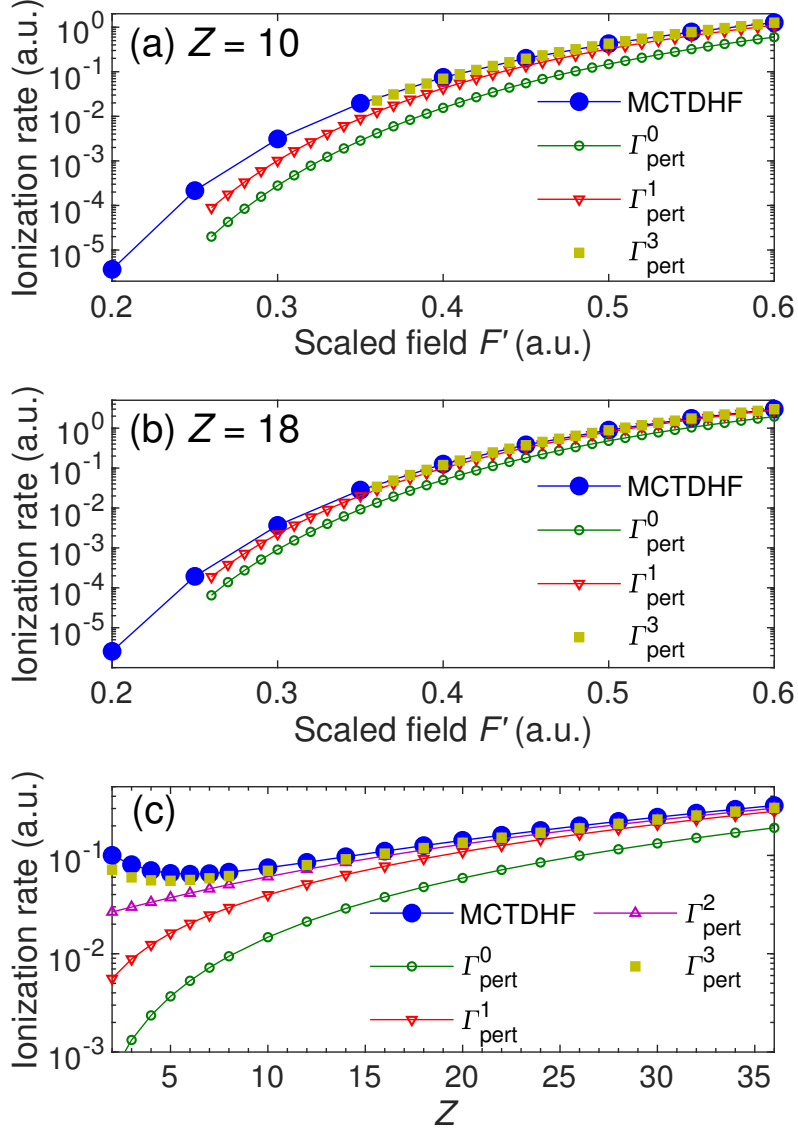 (a) Z = 10
Ionization rate (a.u.)
10^0
10^-1
10^-2
10^-3
10^-4
10^-5
MCTDHF
Γ^0_pert
Γ^1_pert
Γ^3_pert
0.2 0.3 0.4 0.5 0.6
Scaled field F' (a.u.)
(b) Z = 18
Ionization rate (a.u.)
10^0
10^-1
10^-2
10^-3
10^-4
10^-5
MCTDHF
Γ^0_pert
Γ^1_pert
Γ^3_pert
0.2 0.3 0.4 0.5 0.6
Scaled field F' (a.u.)
(c)
Ionization rate (a.u.)
10^-1
10^-2
10^-3
MCTDHF Γ^2_pert
Γ^0_pert Γ^3_pert
Γ^1_pert
5 10 15 20 25 30 35
Z